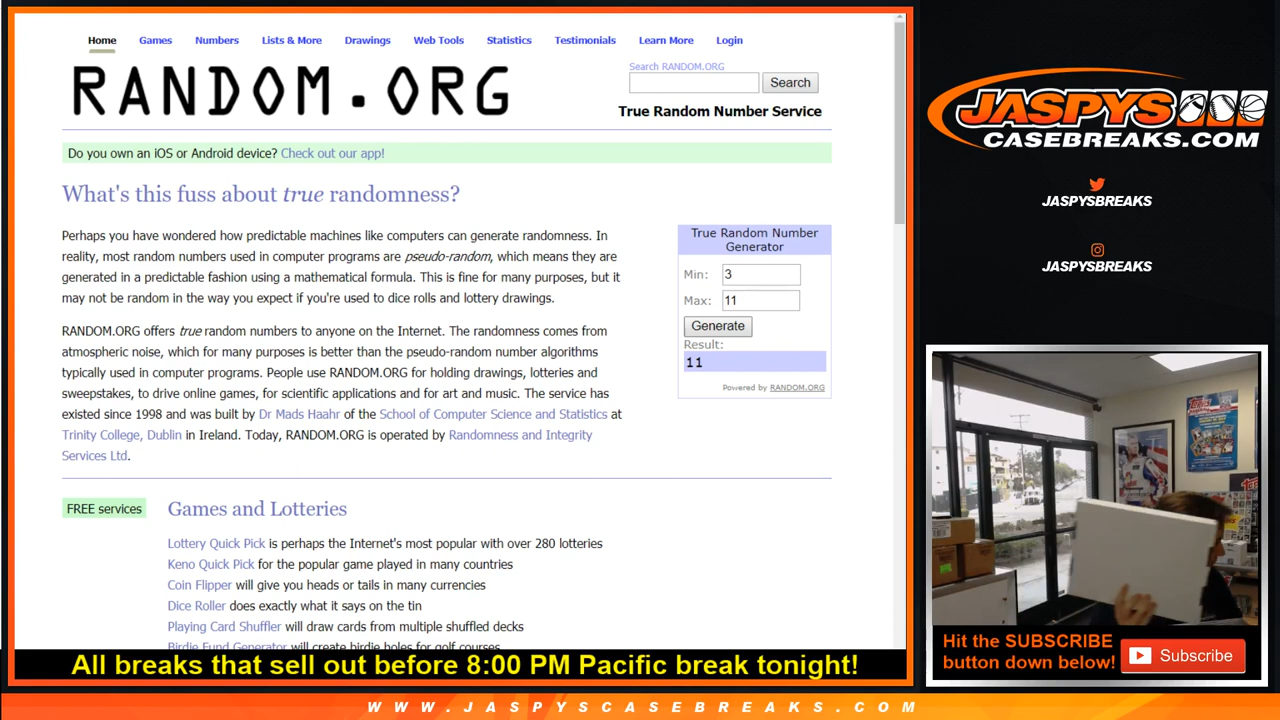 Home Games Numbers Lists & More Drawings Web Tools Statistics Testimonials Learn More Login
RANDOM.ORG
Search RANDOM.ORG
Search
True Random Number Service
Do you own an iOS or Android device? Check out our app!
What's this fuss about true randomness?
Perhaps you have wondered how predictable machines like computers can generate randomness. In
reality, most random numbers used in computer programs are pseudo-random, which means they are
generated in a predictable fashion using a mathematical formula. This is fine for many purposes, but it
may not be random in the way you expect if you're used to dice rolls and lottery drawings.
RANDOM.ORG offers true random numbers to anyone on the Internet. The randomness comes from
atmospheric noise, which for many purposes is better than the pseudo-random number algorithms
typically used in computer programs. People use RANDOM.ORG for holding drawings, lotteries and
sweepstakes, to drive online games, for scientific applications and for art and music. The service has
existed since 1998 and was built by Dr Mads Haahr of the School of Computer Science and Statistics at
Trinity College, Dublin in Ireland. Today, RANDOM.ORG is operated by Randomness and Integrity
Services Ltd.
True Random Number
Generator
Min: 3
Max: 11
Generate
Result:
11
Powered by RANDOM.ORG
FREE services
Games and Lotteries
Lottery Quick Pick is perhaps the Internet's most popular with over 280 lotteries
Keno Quick Pick for the popular game played in many countries
Coin Flipper will give you heads or tails in many currencies
Dice Roller does exactly what it says on the tin
Playing Card Shuffler will draw cards from multiple shuffled decks
Birdie Fund Generator will create birdie holes for golf courses
All breaks that sell out before 8:00 PM Pacific break tonight!
JASPYS
CASEBREAKS.COM
JASPYSBREAKS
JASPYSBREAKS
Topps
Hit the SUBSCRIBE
button down below!
Subscribe
WWW.JASPYSCASEBREAKS.COM